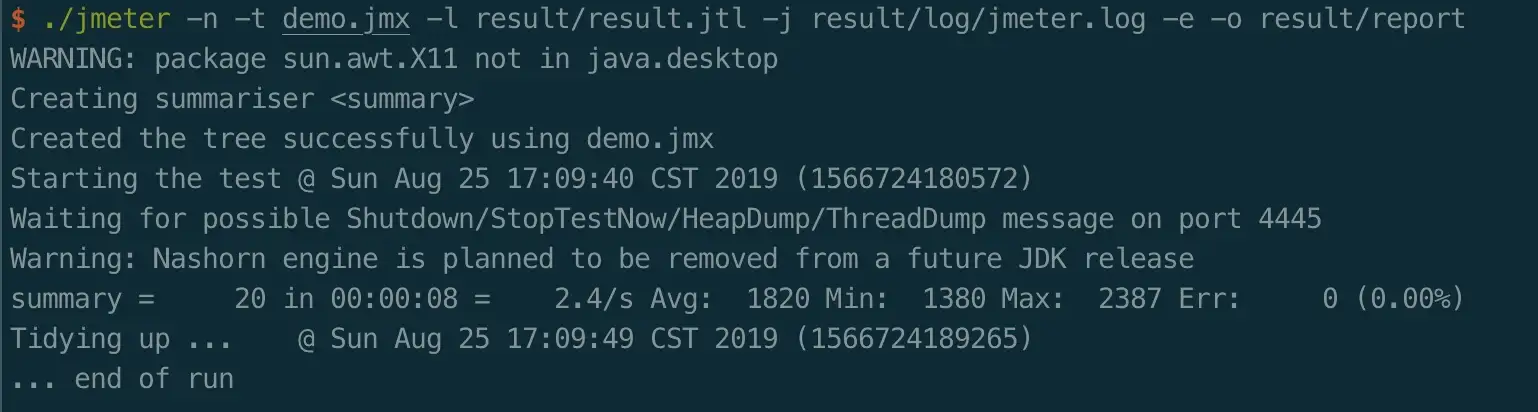 $ ./jmeter -n -t demo.jmx -l result/result.jtl -j result/log/jmeter.log -e -o result/report
WARNING: package sun.awt.X11 not in java.desktop
Creating summariser <summary>
Created the tree successfully using demo.jmx
Starting the test @ Sun Aug 25 17:09:40 CST 2019 (1566724180572)
Waiting for possible Shutdown/StopTestNow/HeapDump/ThreadDump message on port 4445
Warning: Nashorn engine is planned to be removed from a future JDK release
summary =     20 in 00:00:08 =    2.4/s Avg:  1820 Min:  1380 Max:  2387 Err:     0 (0.00%)
Tidying up ...    @ Sun Aug 25 17:09:49 CST 2019 (1566724189265)
... end of run